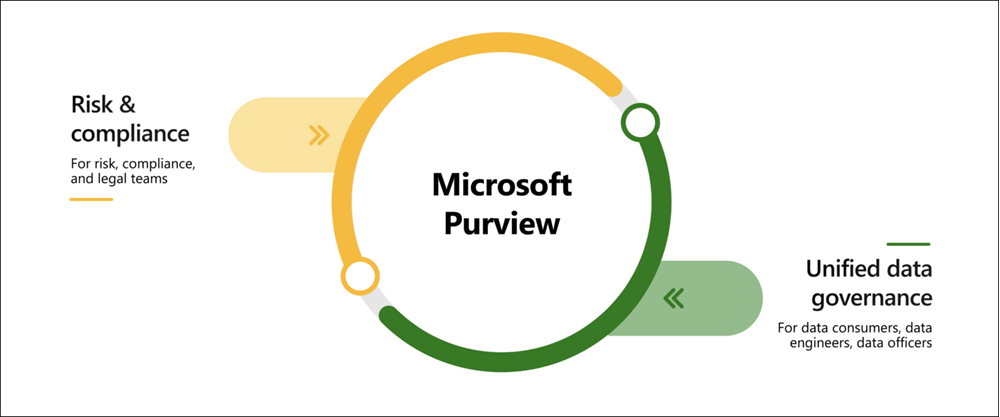 Risk &
compliance
For risk, compliance,
and legal teams
Microsoft
Purview
Unified data
governance
For data consumers, data
engineers, data officers